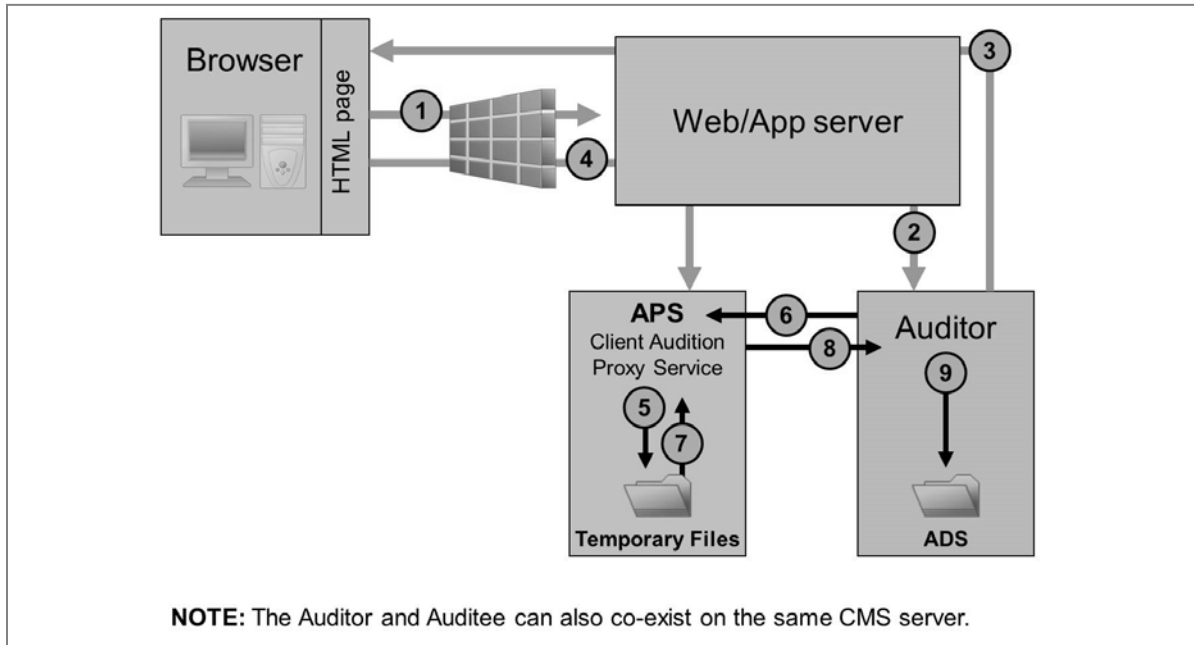 Browser
HTML page
1
4
Web/App server
3
2
APS
Client Audition
Proxy Service
5
7
Temporary Files
6
8
Auditor
9
ADS
NOTE: The Auditor and Auditee can also co-exist on the same CMS server.